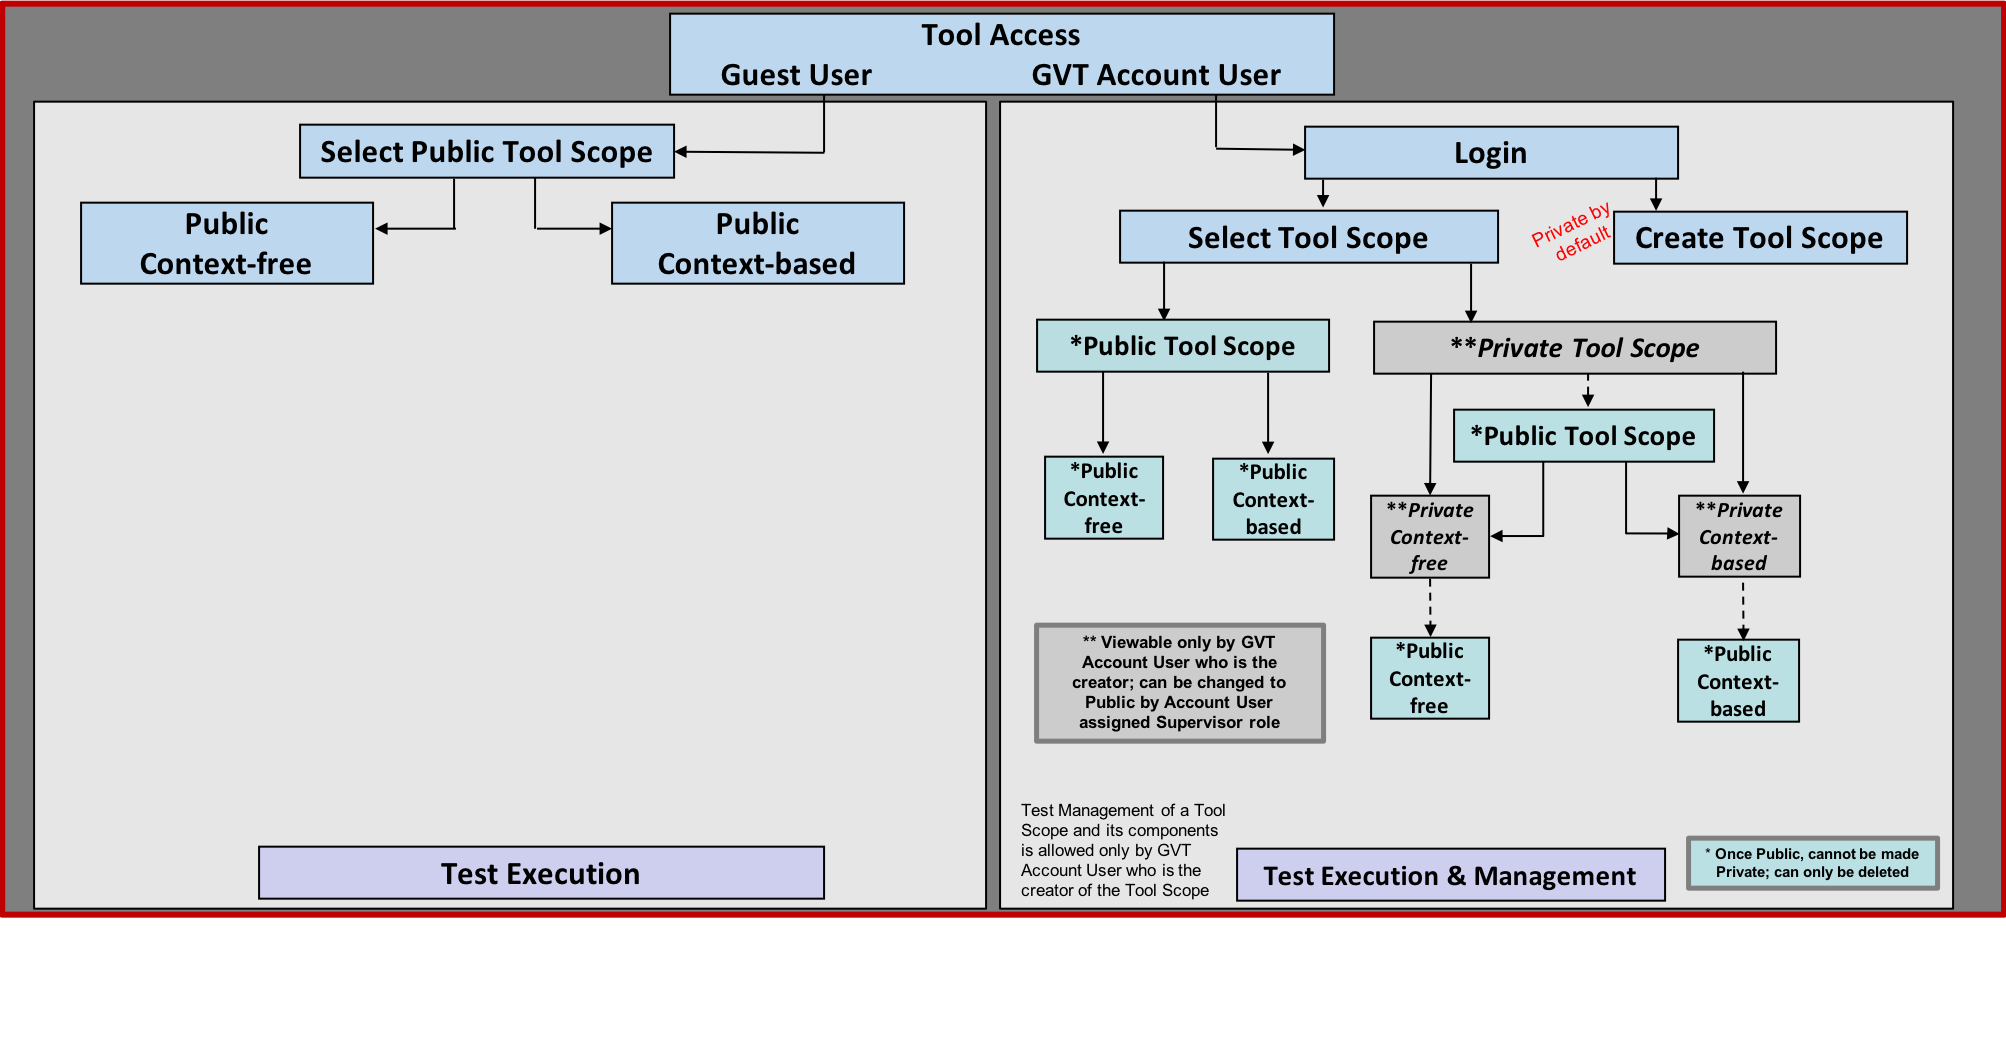 Tool Access
Guest User
GVT Account User
Select Public Tool Scope
Public
Context-free
Public
Context-based
Login
Select Tool Scope
Private by
default
Create Tool Scope
*Public Tool Scope
**Private Tool Scope
*Public Tool Scope
*Public
Context-
free
*Public
Context-
based
**Private
Context-
free
**Private
Context-
based
*Public
Context-
free
*Public
Context-
based
** Viewable only by GVT
Account User who is the
creator; can be changed to
Public by Account User
assigned Supervisor role
Test Management of a Tool
Scope and its components
is allowed only by GVT
Account User who is the
creator of the Tool Scope
Test Execution
Test Execution & Management
* Once Public, cannot be made
Private; can only be deleted